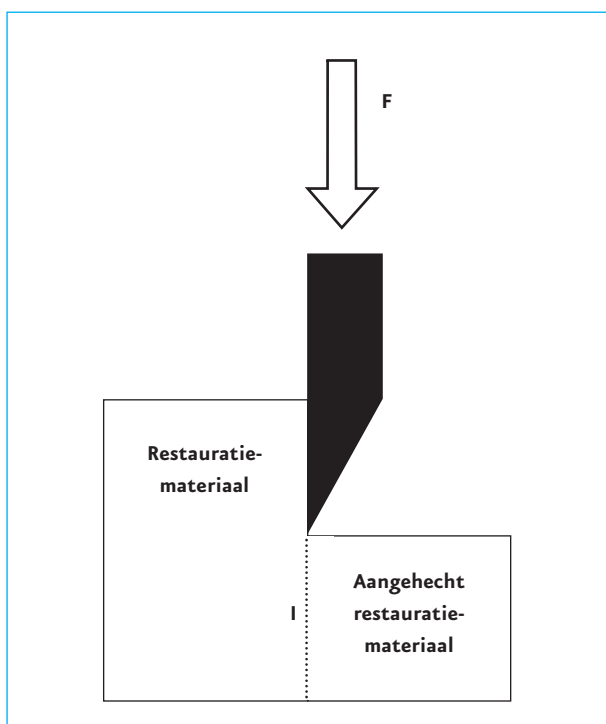 F
Restauratie-
materiaal
I
Aangehecht
restauratie-
materiaal